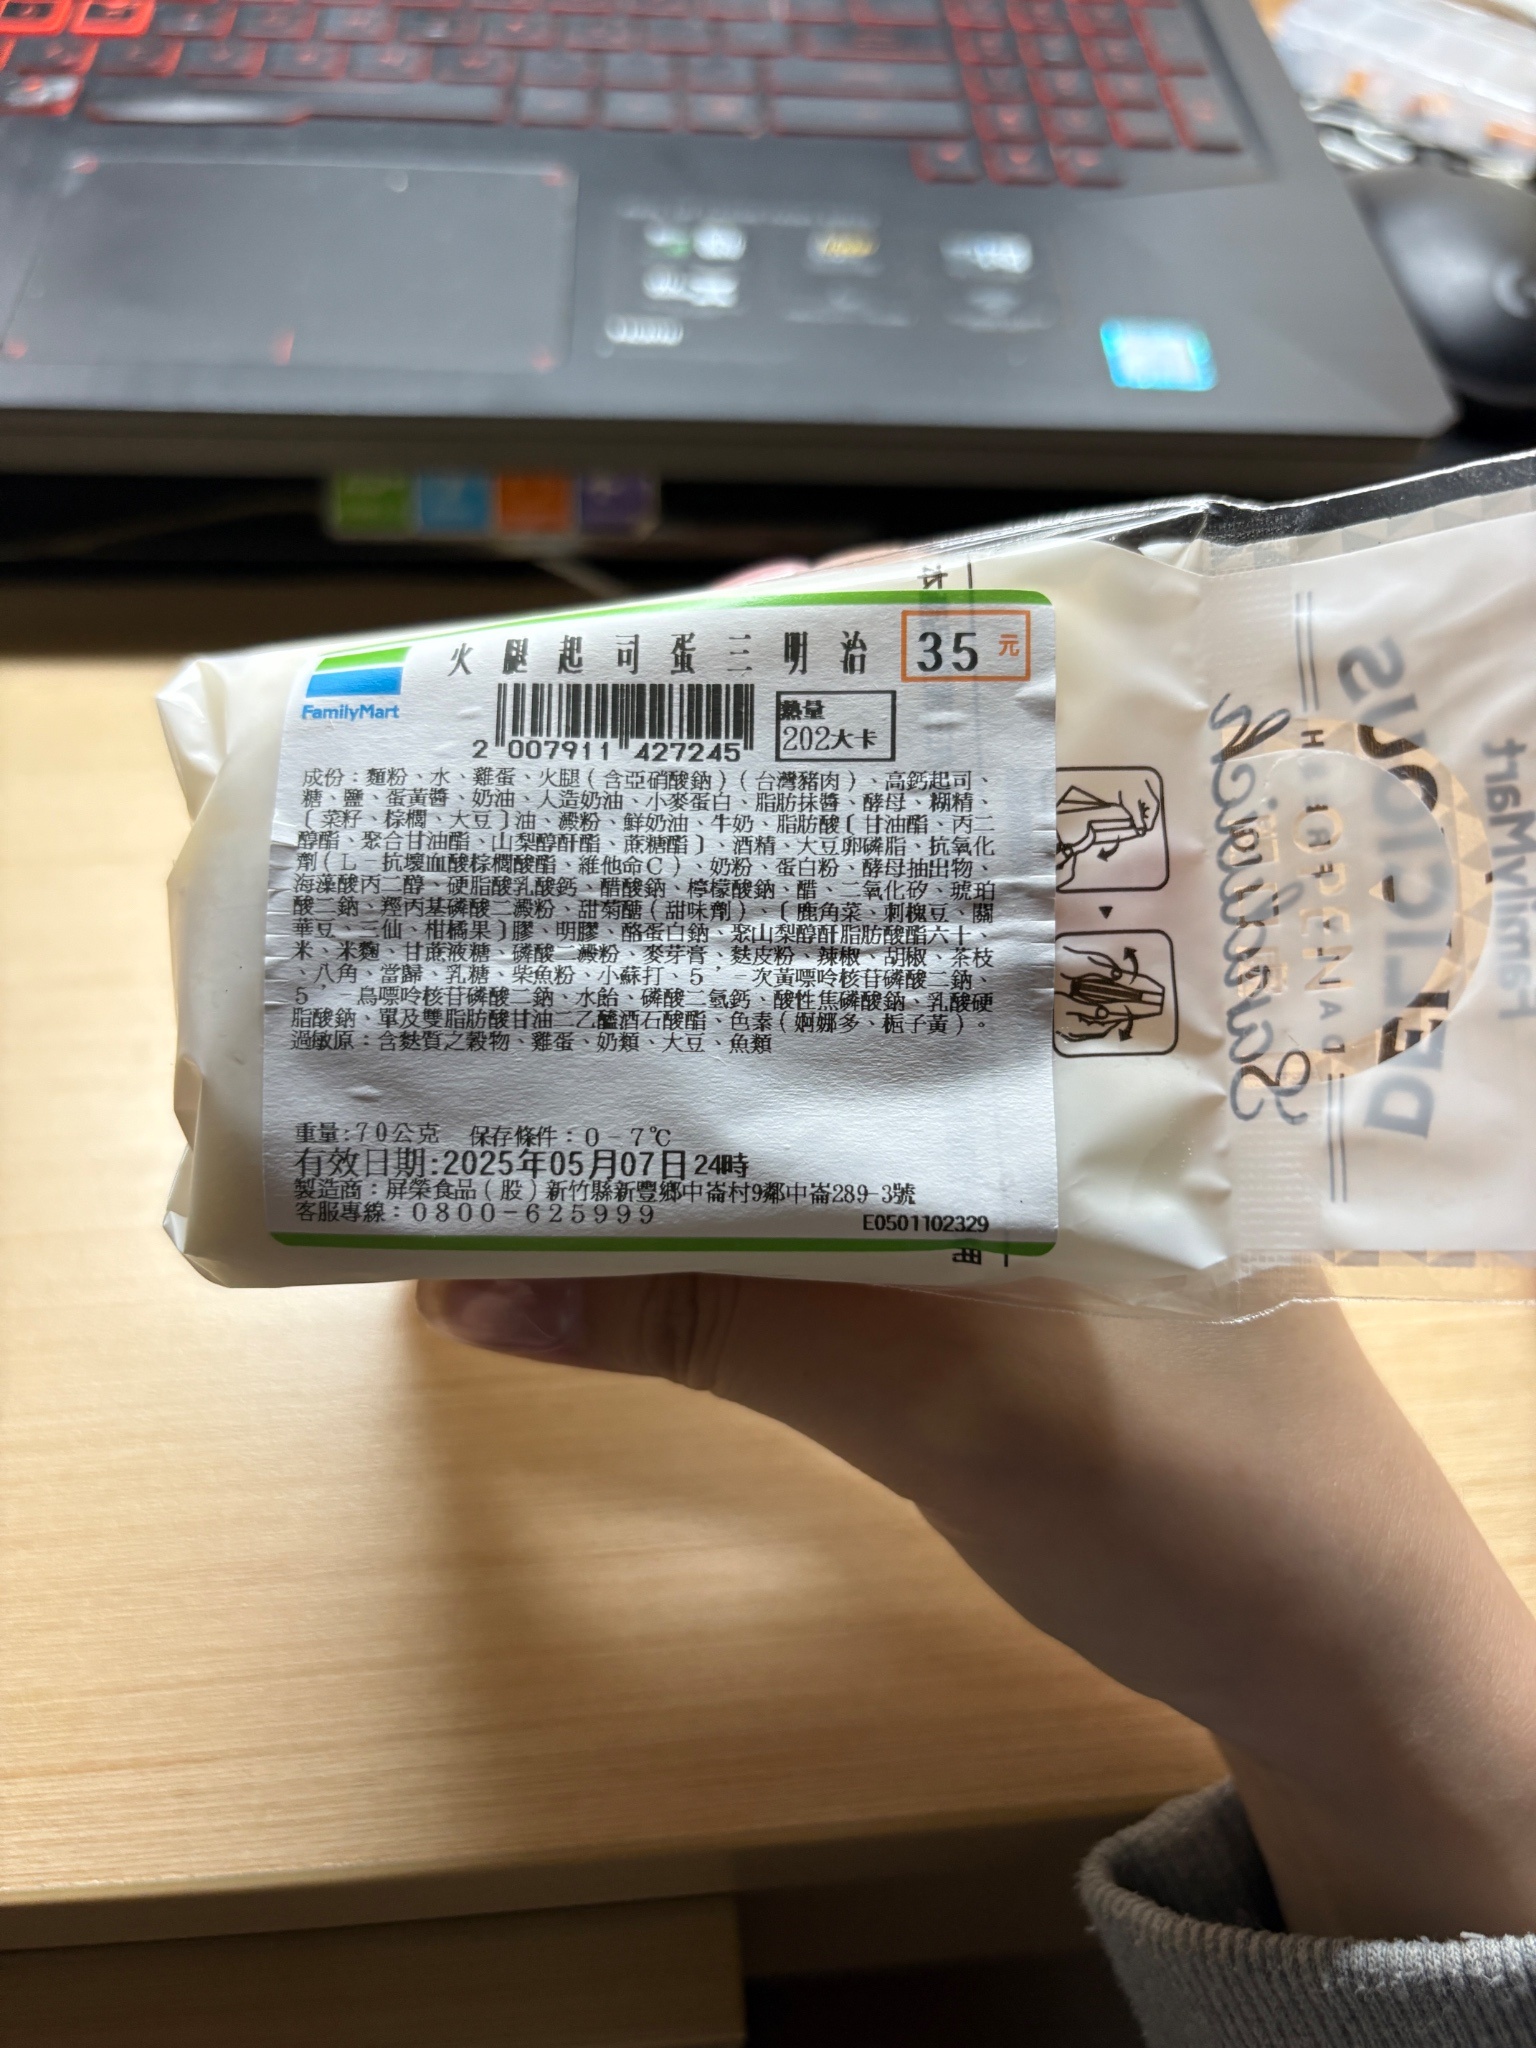 火腿起司蛋三明治
35元
FamilyMart
2 007911 427245
熱量
202大卡
成份：麵粉、水、雞蛋、火腿(含亞硝酸鈉)(台灣豬肉)、高鈣起司、
糖、鹽、蛋黃醬、奶油、人造奶油、小麥蛋白、脂肪抹醬、酵母、糊精、
〔菜籽、棕櫚、大豆〕油、澱粉、鮮奶油、牛奶、脂肪酸〔甘油酯、丙二
醇酯、聚合甘油酯、山梨醇酐酯、蔗糖酯〕、酒精、大豆卵磷脂、抗氧化
劑(L-抗壞血酸棕櫚酸酯、維他命C)、奶粉、蛋白粉、酵母抽出物、
海藻酸丙二醇、硬脂酸乳酸鈣、醋酸鈉、檸檬酸鈉、醋、二氧化矽、琥珀
酸二鈉、羥丙基磷酸二澱粉、甜菊醣(甜味劑)、〔鹿角菜、刺槐豆、關
華豆、三仙、柑橘果〕膠、明膠、酪蛋白鈉、聚山梨醇酐脂肪酸酯六十、
米、米麴、甘蔗液糖、磷酸二澱粉、麥芽膏、麩皮粉、辣椒、胡椒、茶枝
、八角、當歸、乳糖、柴魚粉、小蘇打、5'-次黃嘌呤核苷磷酸二鈉、
5'-鳥嘌呤核苷磷酸二鈉、水飴、磷酸二氫鈣、酸性焦磷酸鈉、乳酸硬
脂酸鈉、單及雙脂肪酸甘油二乙醯酒石酸酯、色素(婀娜多、梔子黃)。
過敏原：含麩質之穀物、雞蛋、奶類、大豆、魚類
重量:70公克 保存條件：0-7℃
有效日期:2025年05月07日24時
製造商：屏榮食品(股)新竹縣新豐鄉中崙村9鄰中崙289-3號
客服專線：0800-625999
E0501102329
DELICIOUS
FamilyMart